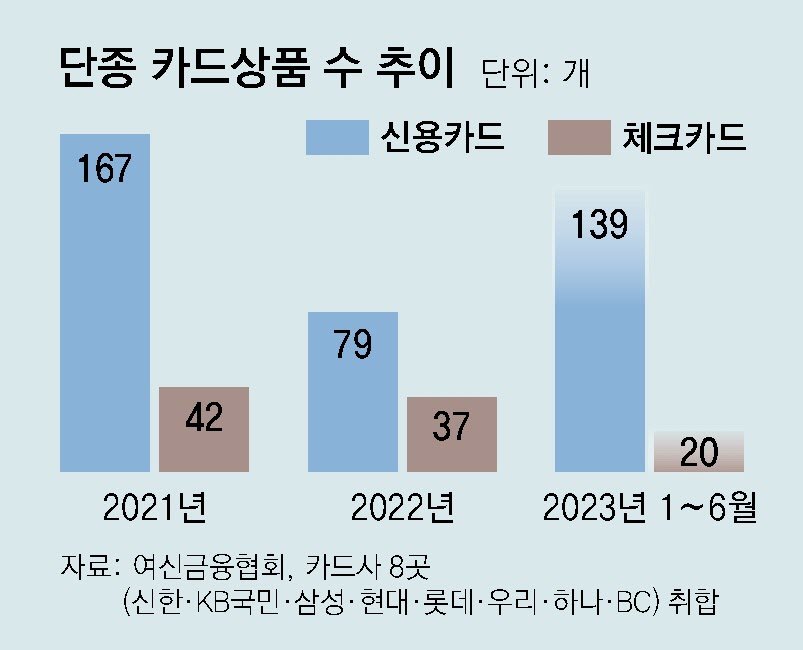 단종 카드상품 수 추이 단위: 개
신용카드 체크카드
167
139
79
42
37
20
2021년 2022년 2023년 1~6월
자료: 여신금융협회, 카드사 8곳
(신한·KB국민·삼성·현대·롯데·우리·하나·BC) 취합